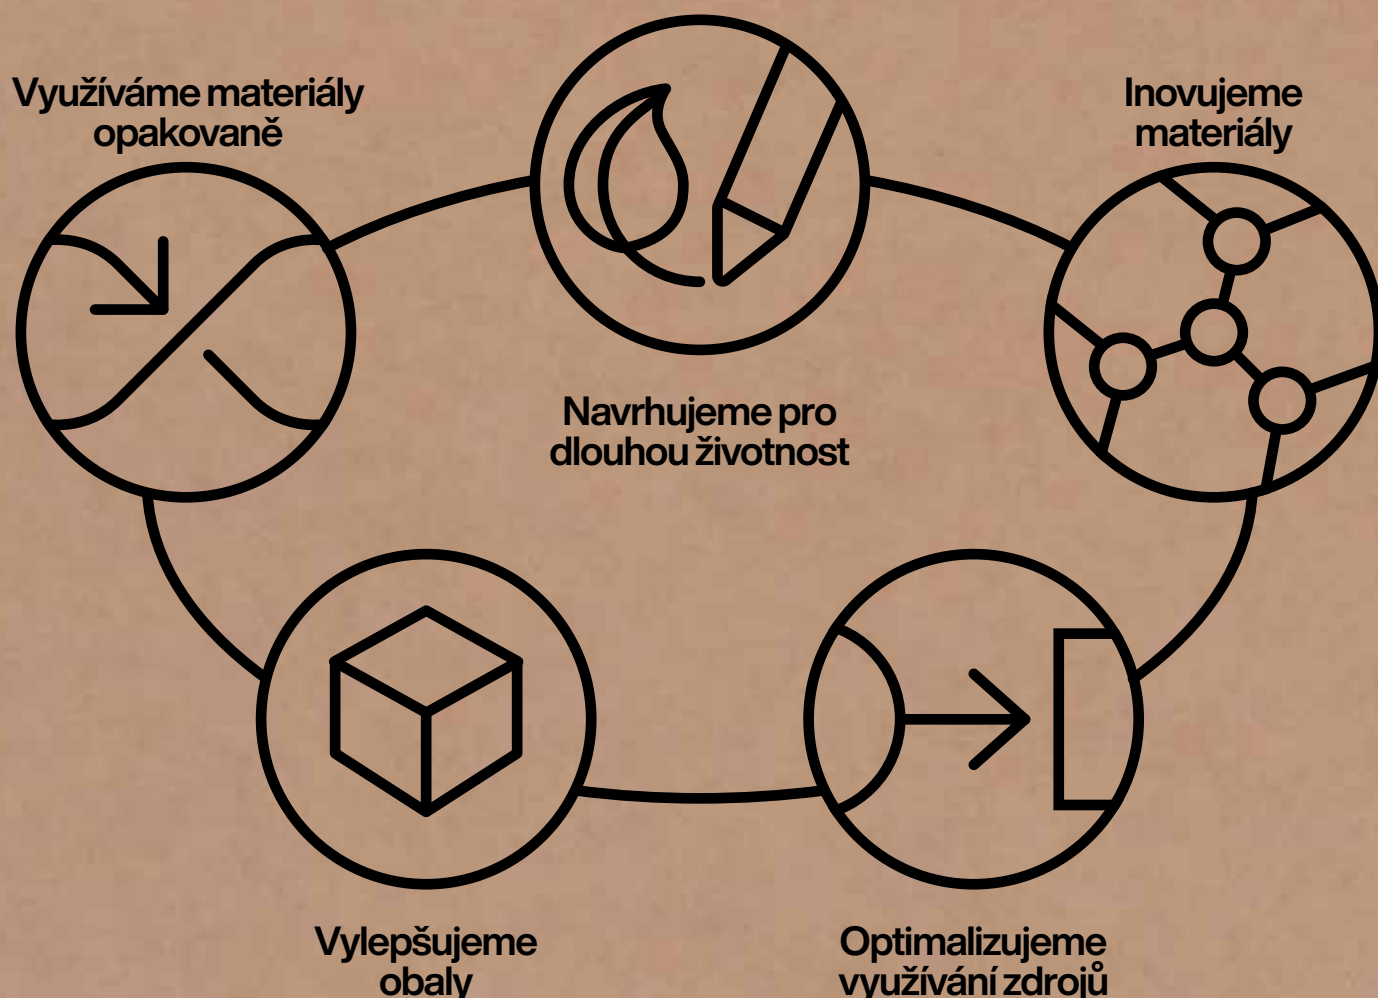 Využíváme materiály
opakovaně
Inovujeme
materiály
Navrhujeme pro
dlouhou životnost
Vylepšujeme
obaly
Optimalizujeme
využívání zdrojů